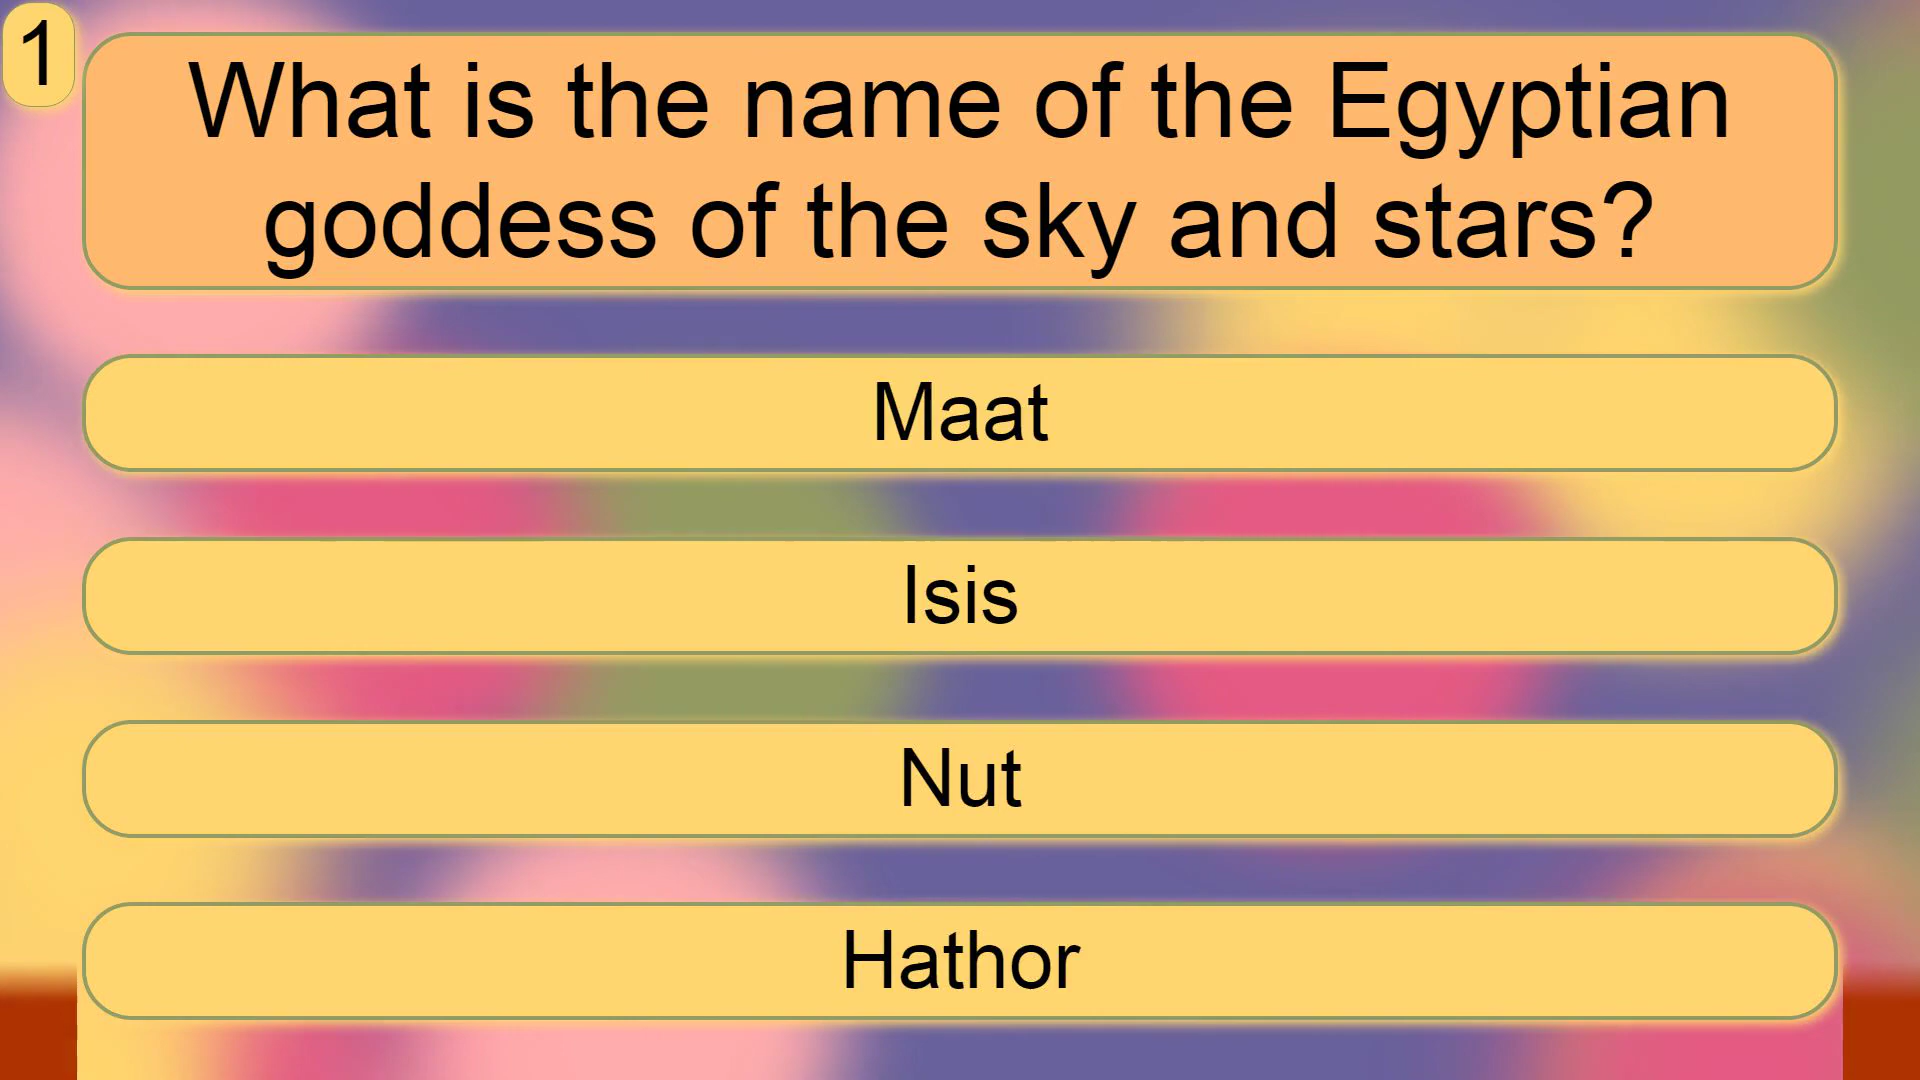 1
What is the name of the Egyptian
goddess of the sky and stars?
Maat
Isis
Nut
Hathor